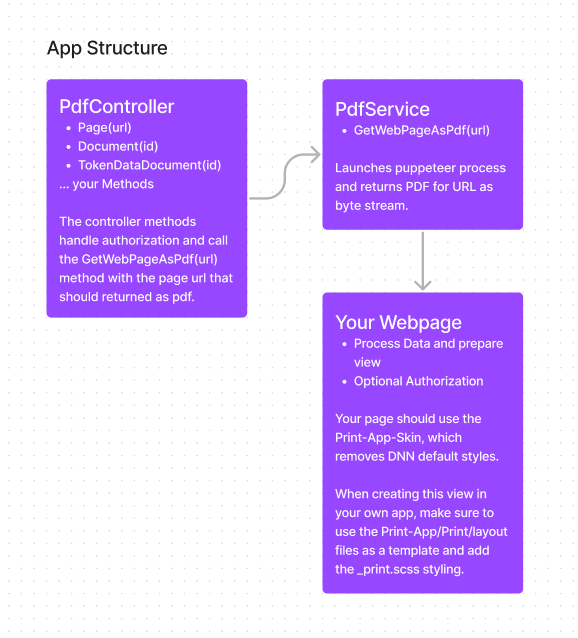 App Structure
PdfController
• Page(url)
• Document(id)
• TokenDataDocument(id)
... your Methods
The controller methods
handle authorization and call
the GetWebPageAsPdf(url)
method with the page url that
should returned as pdf.
PdfService
• GetWebPageAsPdf(url)
Launches puppeteer process
and returns PDF for URL as
byte stream.
Your Webpage
• Process Data and prepare
view
• Optional Authorization
Your page should use the
Print-App-Skin, which
removes DNN default styles.
When creating this view in
your own app, make sure to
use the Print-App/Print/layout
files as a template and add
the _print.scss styling.